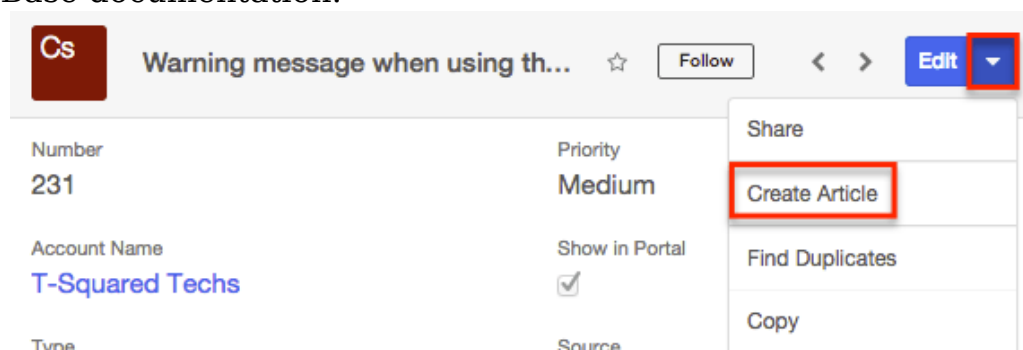 Base documentation.
Cs
Warning message when using th... Follow Edit
Share
Number Priority
231 Medium
Create Article
Account Name Show in Portal
T-Squared Techs
Find Duplicates
Copy
Type Source